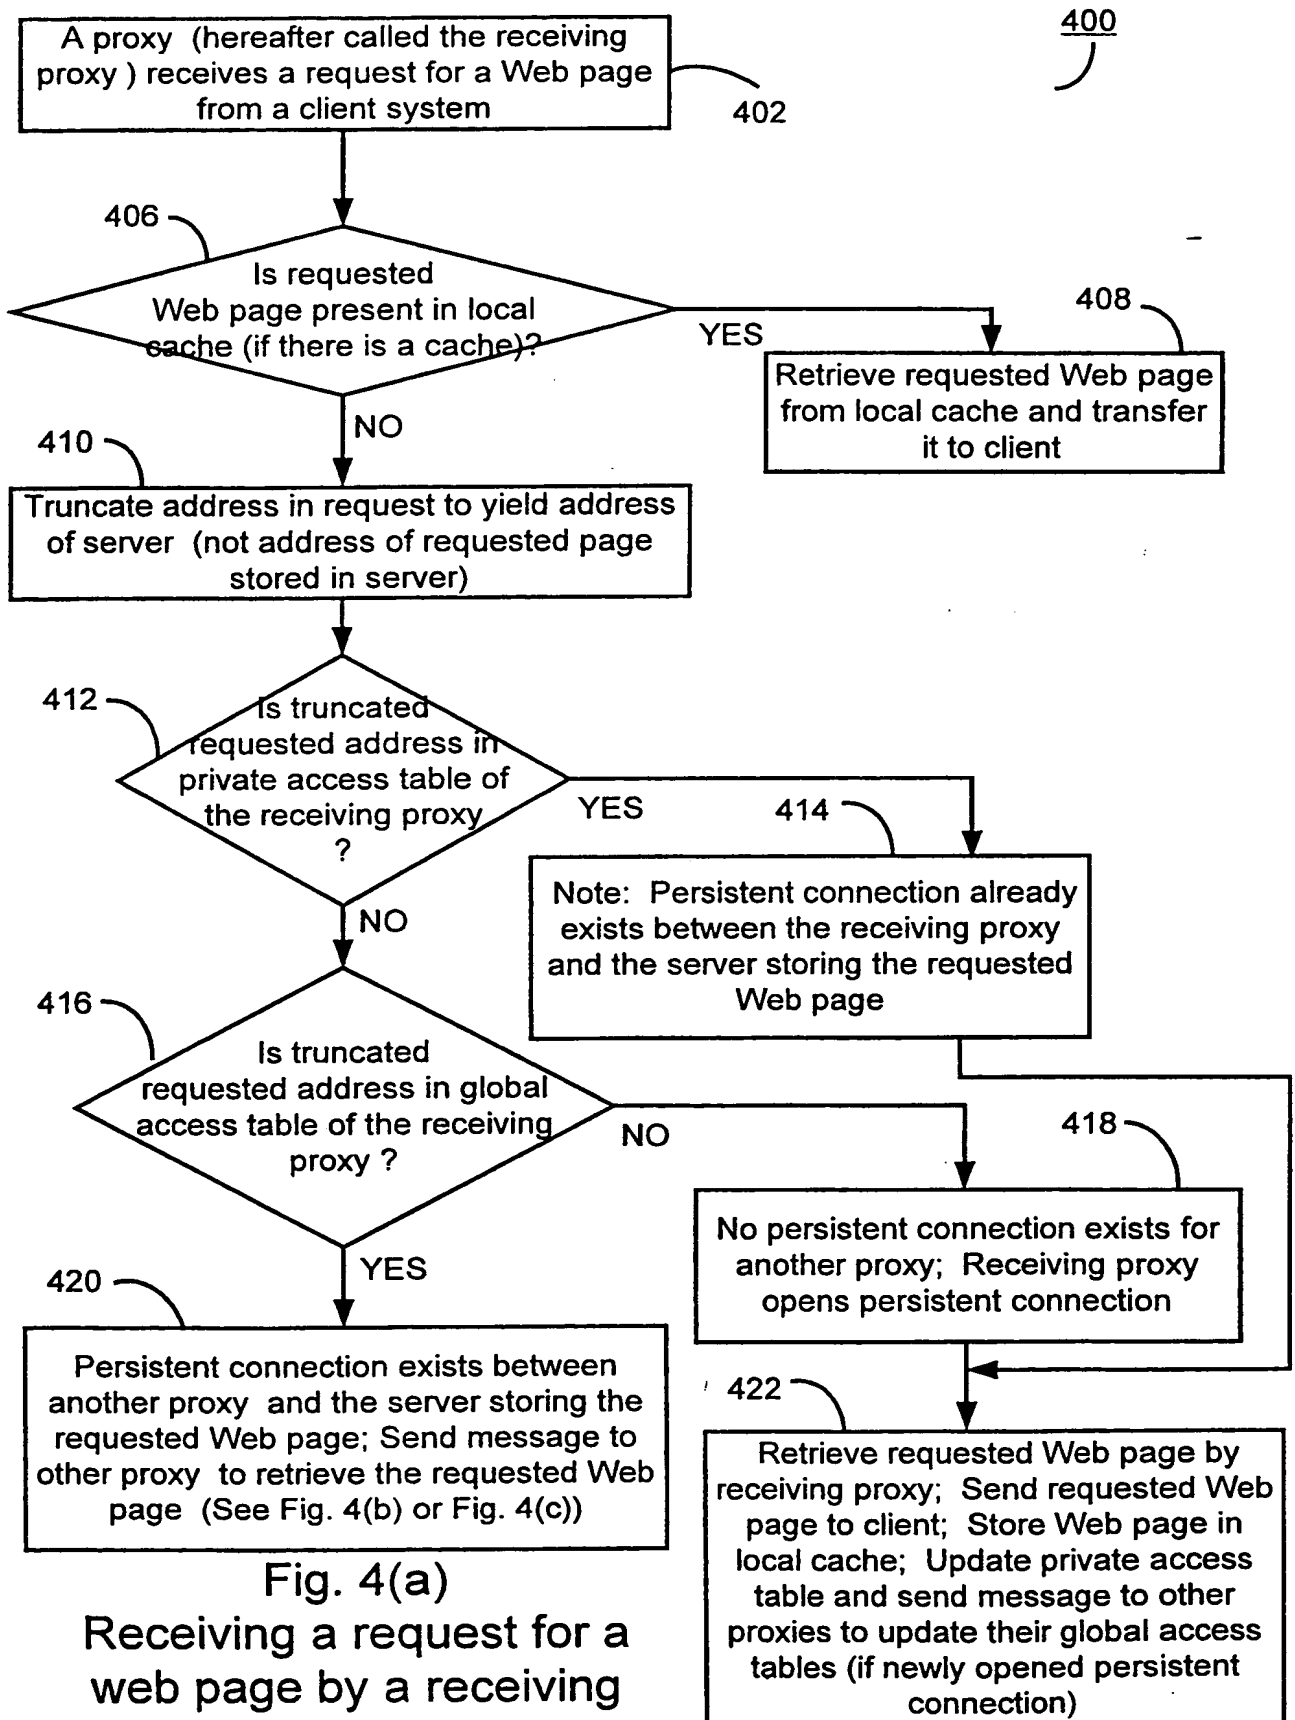 400
A proxy (hereafter called the receiving
proxy ) receives a request for a Web page
from a client system
402
406
Is requested
Web page present in local
cache (if there is a cache)?
YES
408
Retrieve requested Web page
from local cache and transfer
it to client
NO
410
Truncate address in request to yield address
of server (not address of requested page
stored in server)
412
Is truncated
requested address in
private access table of
the receiving proxy
?
YES
414
Note: Persistent connection already
exists between the receiving proxy
and the server storing the requested
Web page
NO
416
Is truncated
requested address in global
access table of the receiving
proxy ?
NO
418
No persistent connection exists for
another proxy; Receiving proxy
opens persistent connection
YES
420
Persistent connection exists between
another proxy and the server storing the
requested Web page; Send message to
other proxy to retrieve the requested Web
page (See Fig. 4(b) or Fig. 4(c))
422
Retrieve requested Web page by
receiving proxy; Send requested Web
page to client; Store Web page in
local cache; Update private access
table and send message to other
proxies to update their global access
tables (if newly opened persistent
connection)
Fig. 4(a)
Receiving a request for a
web page by a receiving